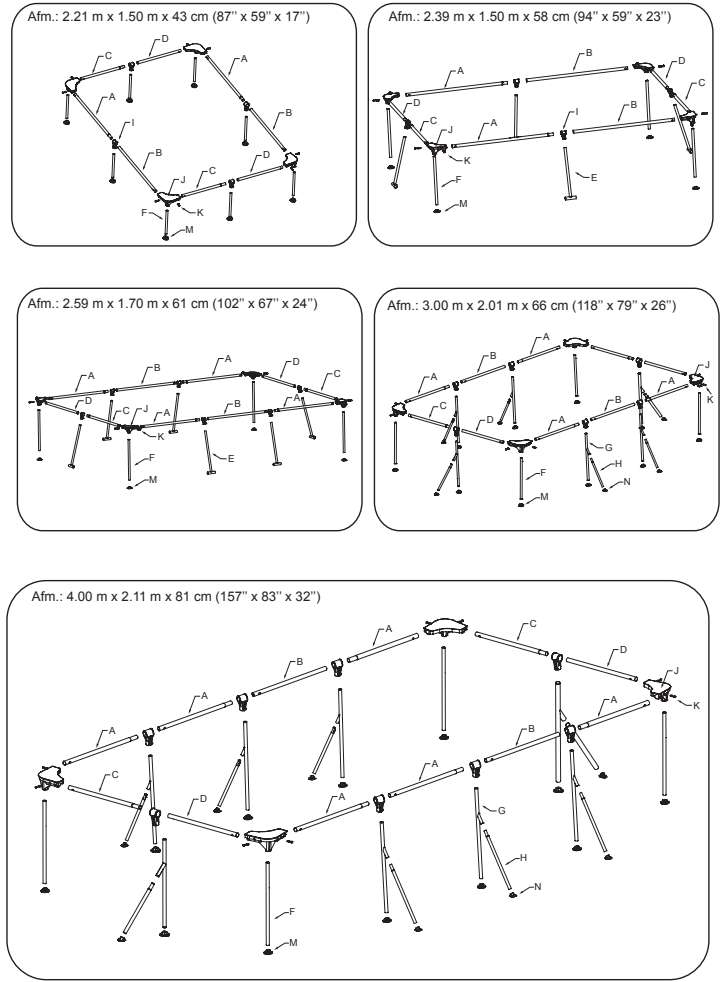 Afm.: 2.21 m x 1.50 m x 43 cm (87’’ x 59’’ x 17’’)
D
C
A
A
B
I
B
D
J
C
F
K
M
Afm.: 2.39 m x 1.50 m x 58 cm (94’’ x 59’’ x 23’’)
B
D
A
C
D
I
B
C
J
A
K
F
E
M
Afm.: 2.59 m x 1.70 m x 61 cm (102’’ x 67’’ x 24’’)
A
B
D
A
C
D
C
J
A
B
A
K
F
E
M
Afm.: 3.00 m x 2.01 m x 66 cm (118’’ x 79’’ x 26’’)
A
B
J
A
K
A
C
B
D
A
G
F
H
M
N
Afm.: 4.00 m x 2.11 m x 81 cm (157’’ x 83’’ x 32’’)
A
C
B
D
J
A
A
K
A
B
C
A
D
A
G
H
N
F
M